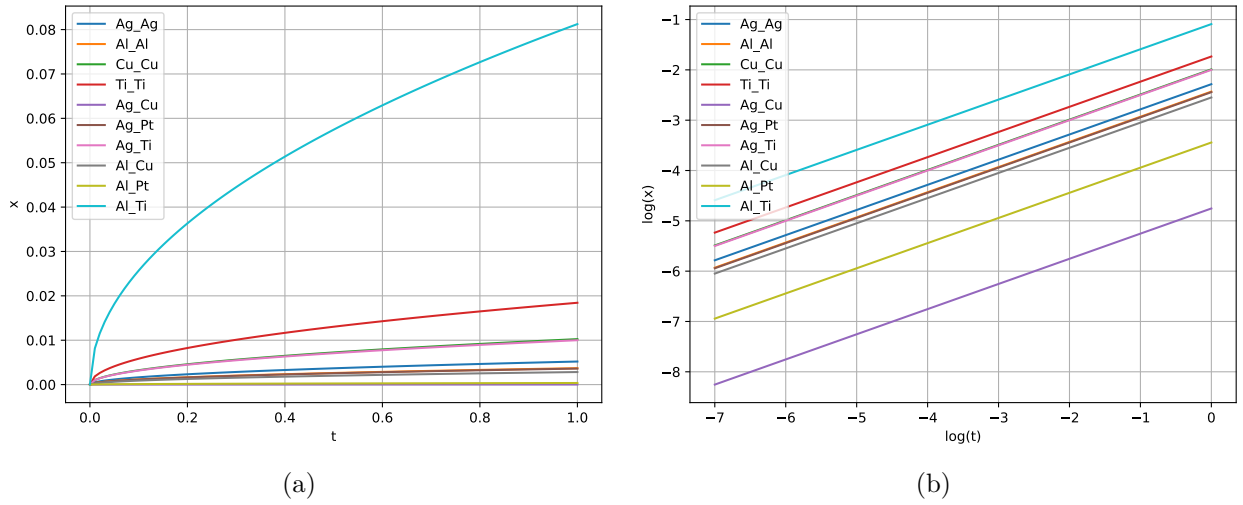 Ag_Ag
Al_Al
Cu_Cu
Ti_Ti
Ag_Cu
Ag_Pt
Ag_Ti
Al_Cu
Al_Pt
Al_Ti
0.08
0.07
0.06
0.05
0.04
0.03
0.02
0.01
0.00
x
0.0 0.2 0.4 0.6 0.8 1.0
t
(a)
Ag_Ag
Al_Al
Cu_Cu
Ti_Ti
Ag_Cu
Ag_Pt
Ag_Ti
Al_Cu
Al_Pt
Al_Ti
−1
−2
−3
−4
−5
−6
−7
−8
log(x)
−7 −6 −5 −4 −3 −2 −1 0
log(t)
(b)